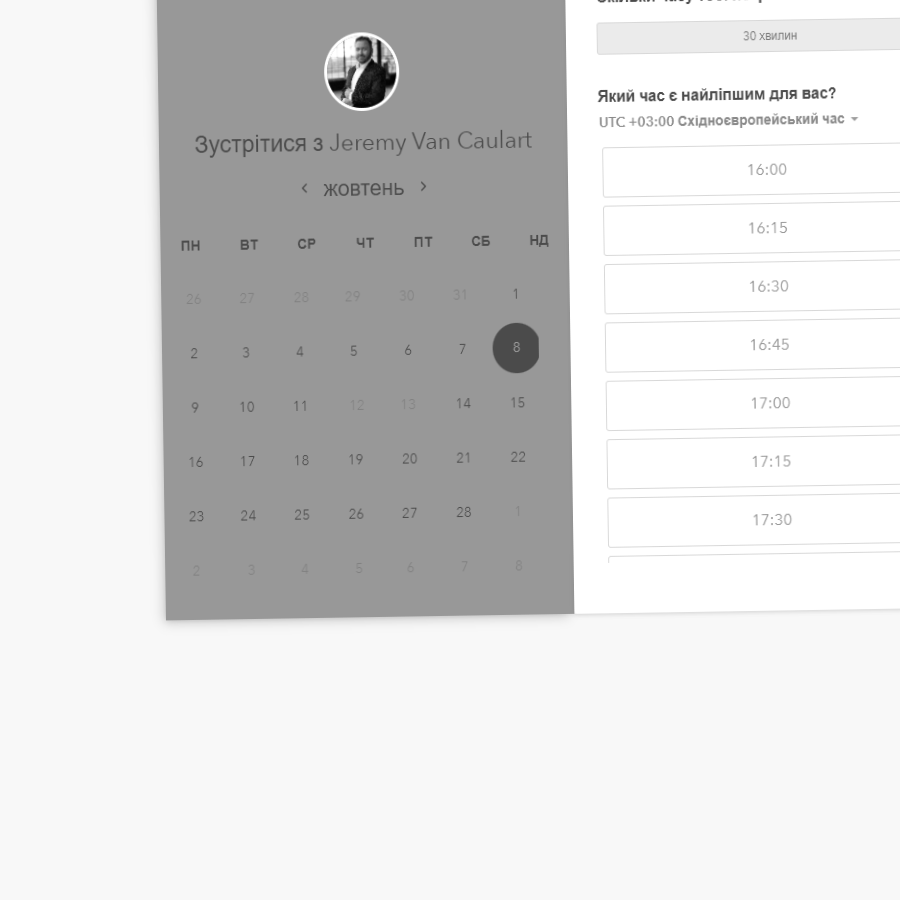 Зустрітися з Jeremy Van Caulart
жовтень
ПН ВТ СР ЧТ ПТ СБ НД
26 27 28 29 30 31 1
2 3 4 5 6 7 8
9 10 11 12 13 14 15
16 17 18 19 20 21 22
23 24 25 26 27 28 1
2 3 4 5 6 7 8
30 хвилин
Який час є найліпшим для вас?
UTC +03:00 Східноєвропейський час
16:00
16:15
16:30
16:45
17:00
17:15
17:30